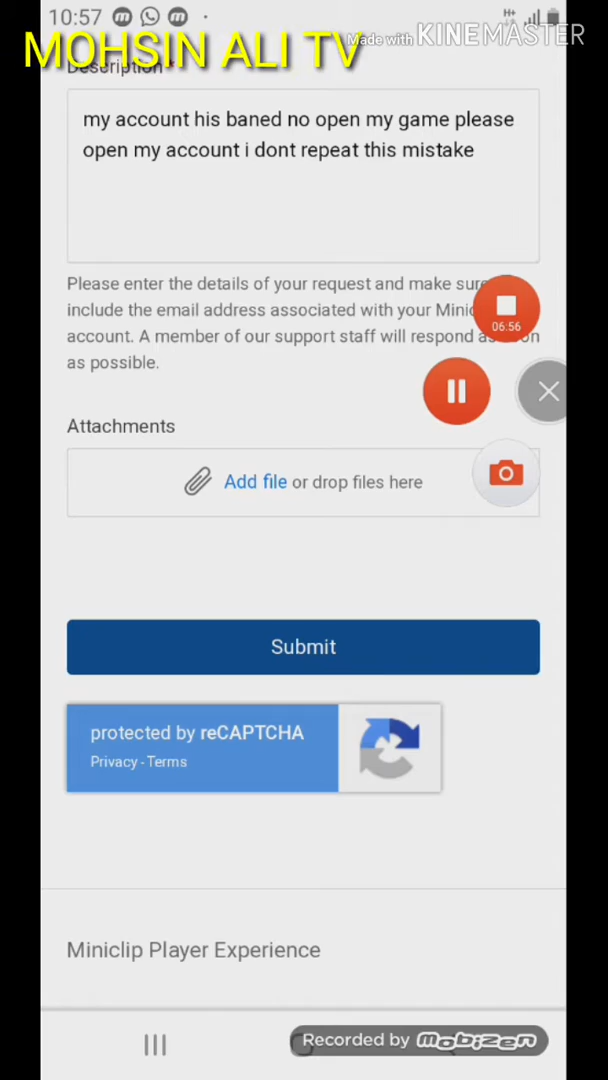 10:57
MOHSIN ALI TV
Made with KINEMASTER
Description *
my account his baned no open my game please
open my account i dont repeat this mistake
Please enter the details of your request and make sure
include the email address associated with your Minic
account. A member of our support staff will respond as soon
as possible.
06:56
Attachments
Add file or drop files here
Submit
protected by reCAPTCHA
Privacy - Terms
Miniclip Player Experience
Recorded by mobizen